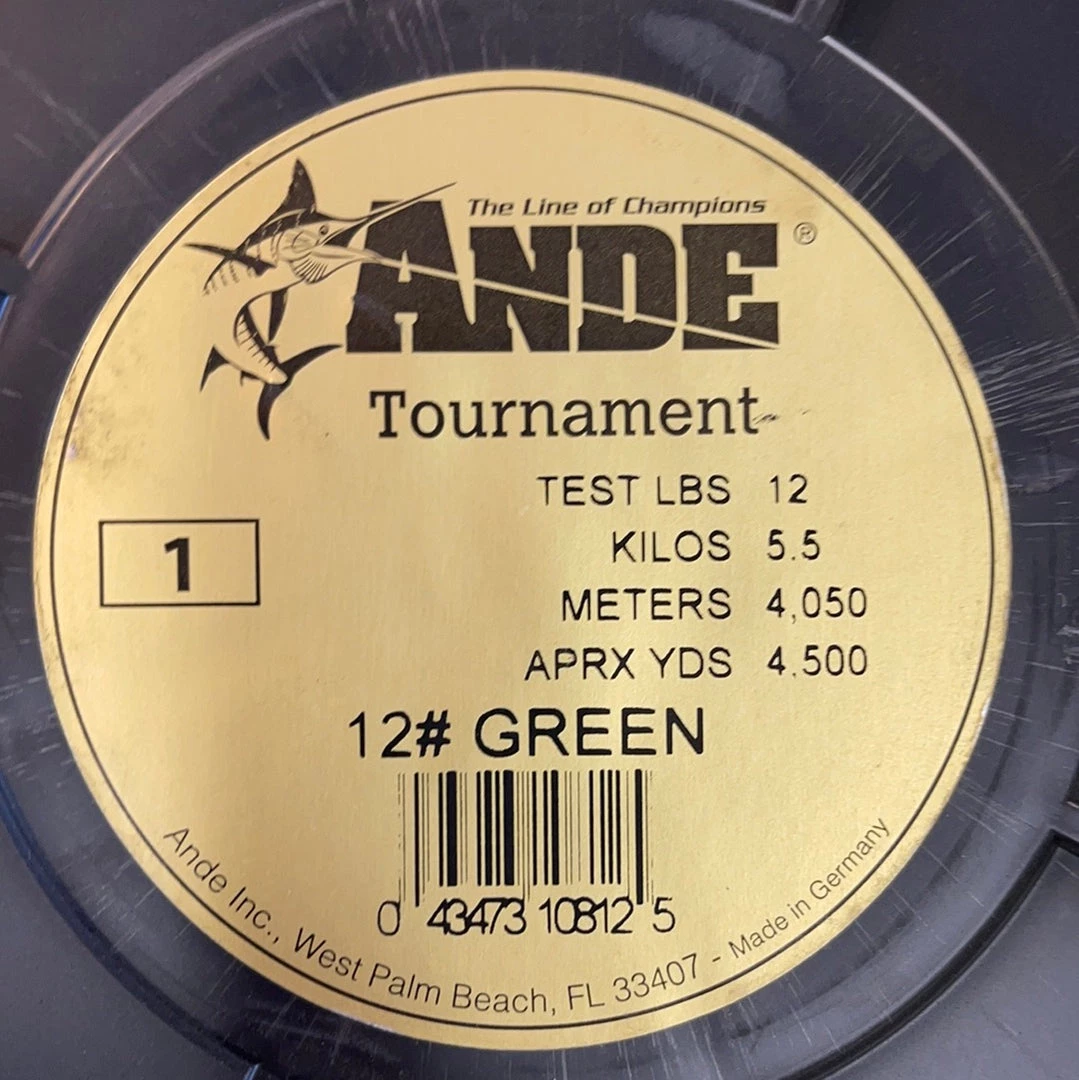 The Line of Champions
ANDE®
Tournament
TEST LBS 12
1
KILOS 5.5
METERS 4,050
APRX YDS 4.500
12# GREEN
0 43473 10812 5
Ande Inc., West Palm Beach, FL 33407 - Made in Germany